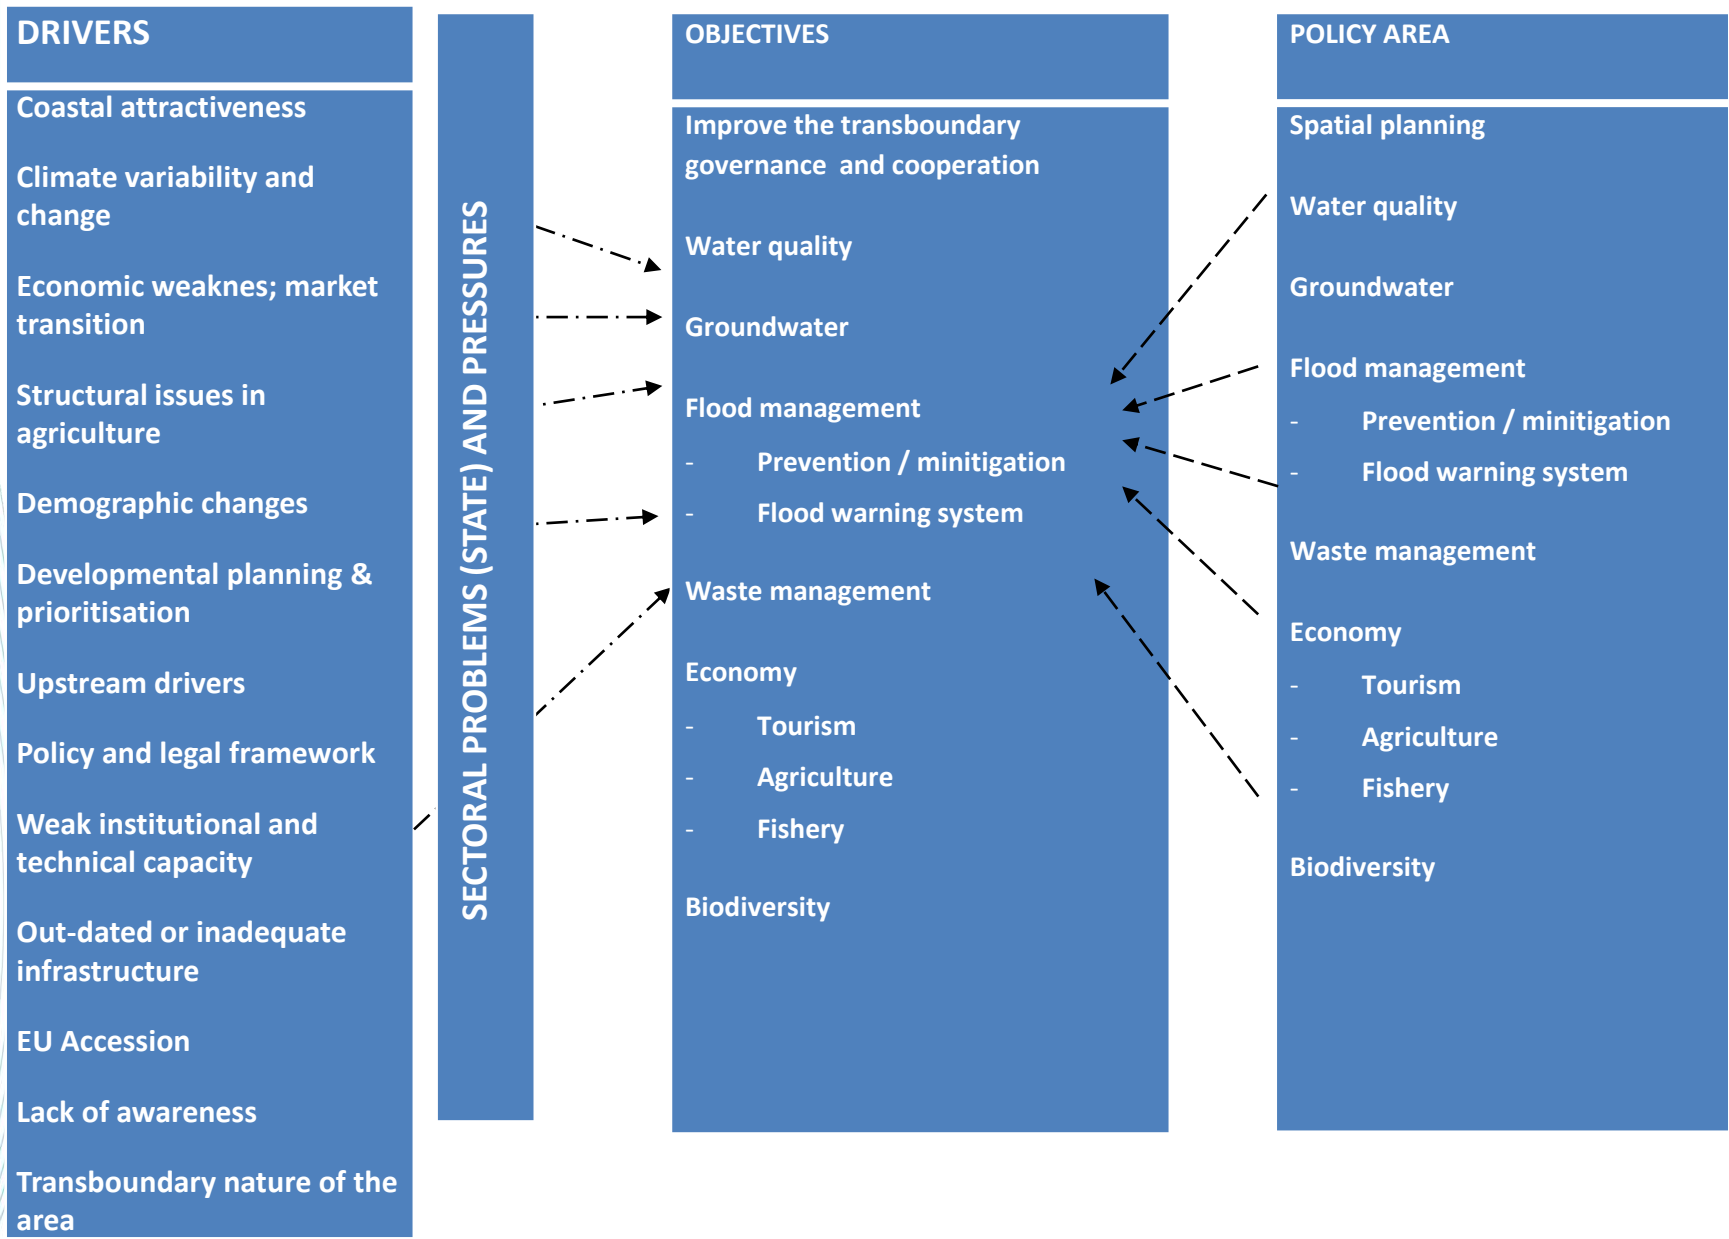 DRIVERS
Coastal attractiveness
Climate variability and
change
Economic weaknes; market
transition
Structural issues in
agriculture
Demographic changes
Developmental planning &
prioritisation
Upstream drivers
Policy and legal framework
Weak institutional and
technical capacity
Out-dated or inadequate
infrastructure
EU Accession
Lack of awareness
Transboundary nature of the
area
SECTORAL PROBLEMS (STATE) AND PRESSURES
OBJECTIVES
Improve the transboundary
governance and cooperation
Water quality
Groundwater
Flood management
- Prevention / minitigation
- Flood warning system
Waste management
Economy
- Tourism
- Agriculture
- Fishery
Biodiversity
POLICY AREA
Spatial planning
Water quality
Groundwater
Flood management
- Prevention / minitigation
- Flood warning system
Waste management
Economy
- Tourism
- Agriculture
- Fishery
Biodiversity